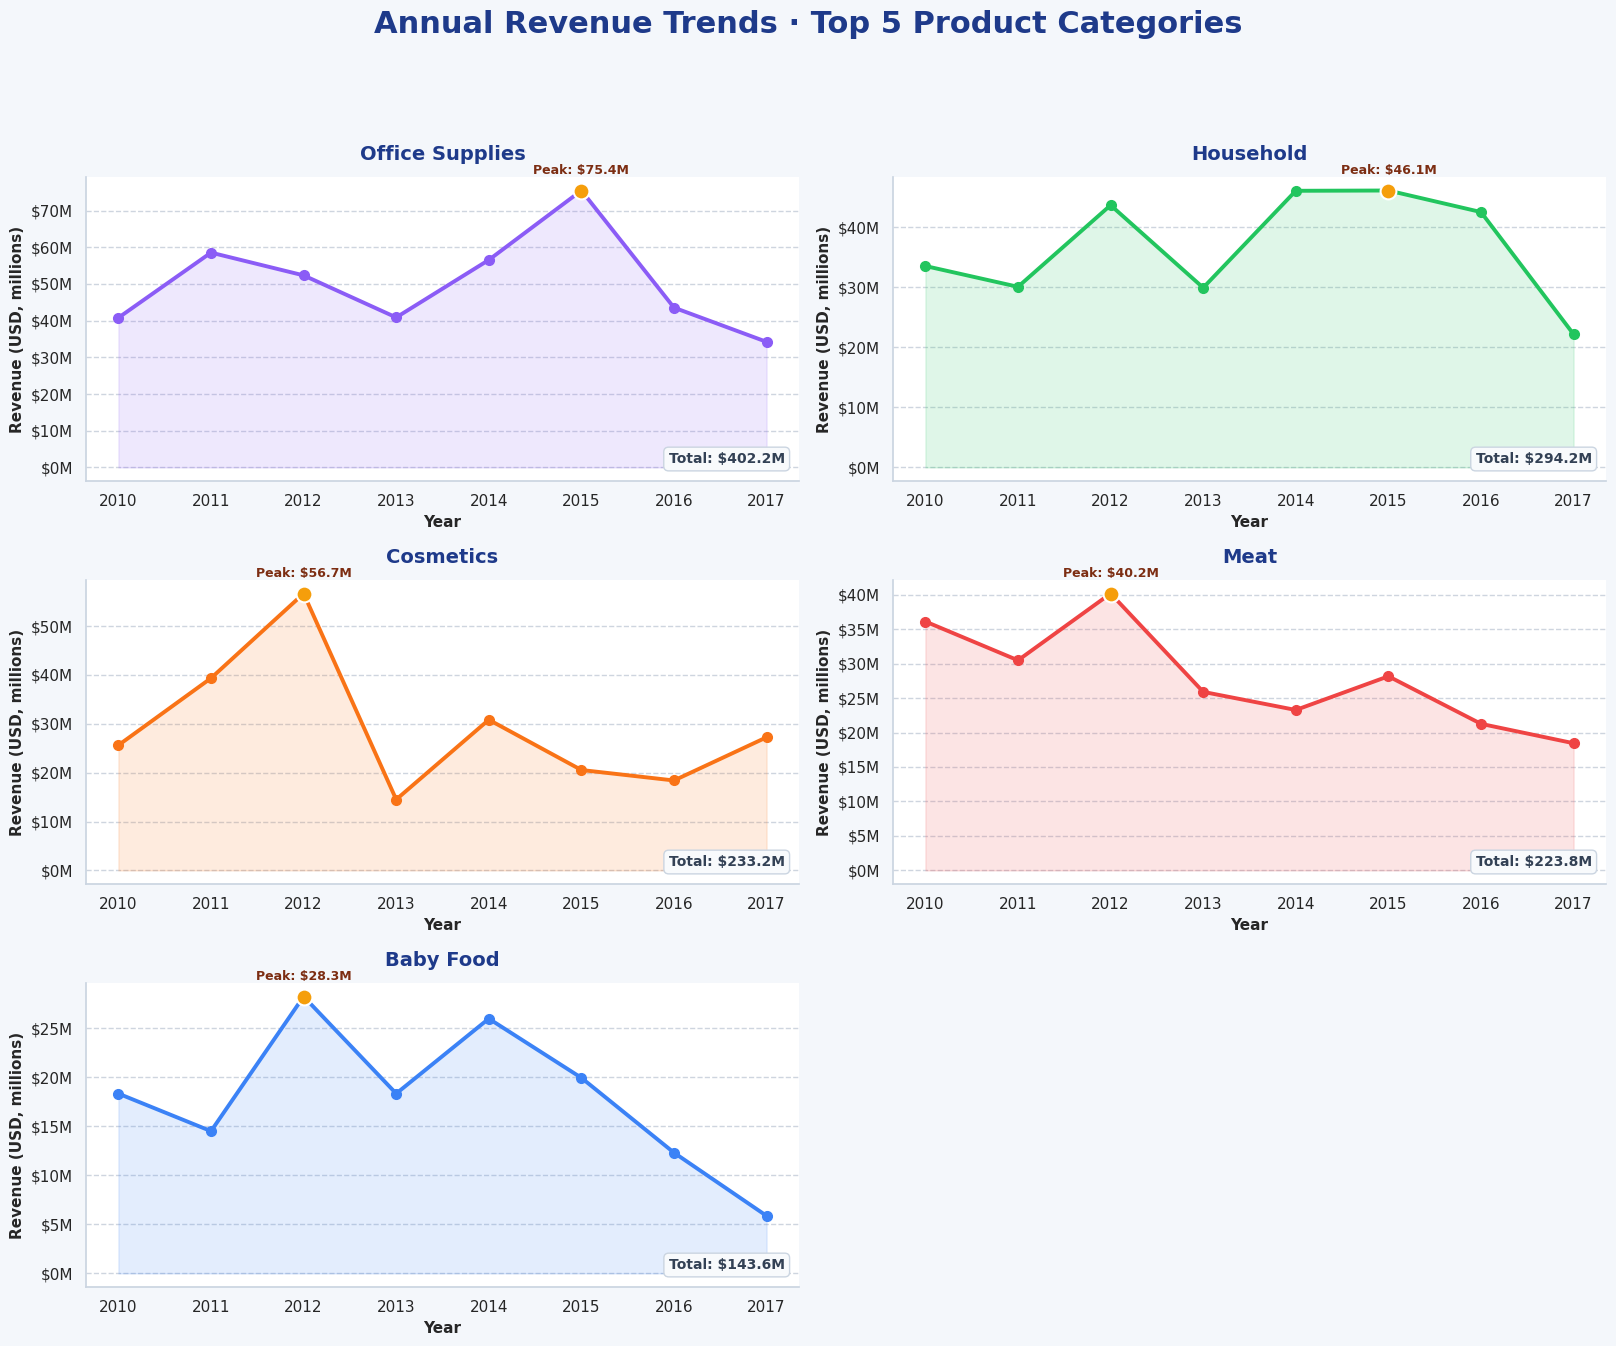 Annual Revenue Trends · Top 5 Product Categories
Office Supplies
Peak: $75.4M
Revenue (USD, millions)
$70M
$60M
$50M
$40M
$30M
$20M
$10M
$0M
Total: $402.2M
2010 2011 2012 2013 2014 2015 2016 2017
Year
Household
Peak: $46.1M
Revenue (USD, millions)
$40M
$30M
$20M
$10M
$0M
Total: $294.2M
2010 2011 2012 2013 2014 2015 2016 2017
Year
Cosmetics
Peak: $56.7M
Revenue (USD, millions)
$50M
$40M
$30M
$20M
$10M
$0M
Total: $233.2M
2010 2011 2012 2013 2014 2015 2016 2017
Year
Meat
Peak: $40.2M
Revenue (USD, millions)
$40M
$35M
$30M
$25M
$20M
$15M
$10M
$5M
$0M
Total: $223.8M
2010 2011 2012 2013 2014 2015 2016 2017
Year
Baby Food
Peak: $28.3M
Revenue (USD, millions)
$25M
$20M
$15M
$10M
$5M
$0M
Total: $143.6M
2010 2011 2012 2013 2014 2015 2016 2017
Year